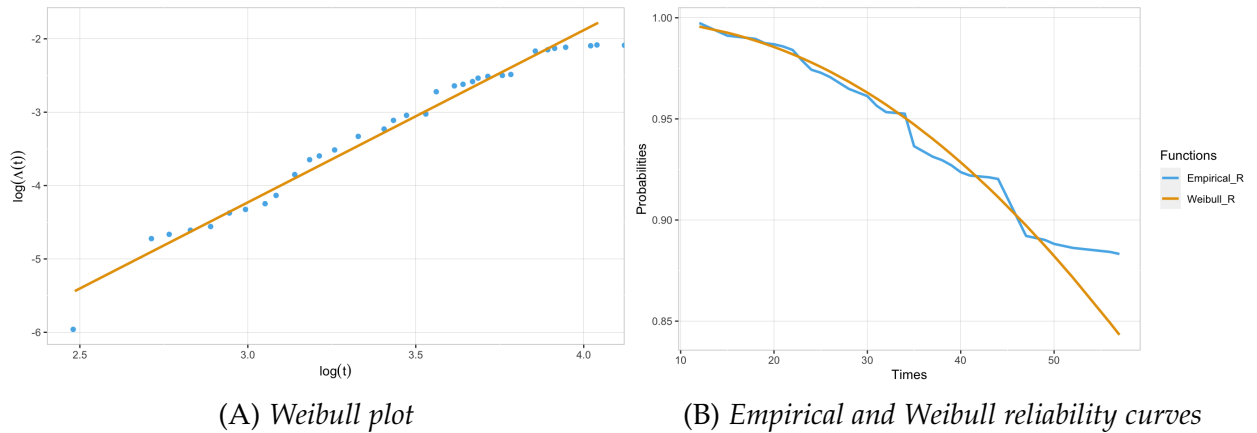 -2
-3
-4
-5
-6
log(Λ(t))
2.5
3.0
3.5
4.0
log(t)
(A) Weibull plot
1.00
0.95
0.90
0.85
Probabilities
10
20
30
40
50
Times
Functions
Empirical_R
Weibull_R
(B) Empirical and Weibull reliability curves